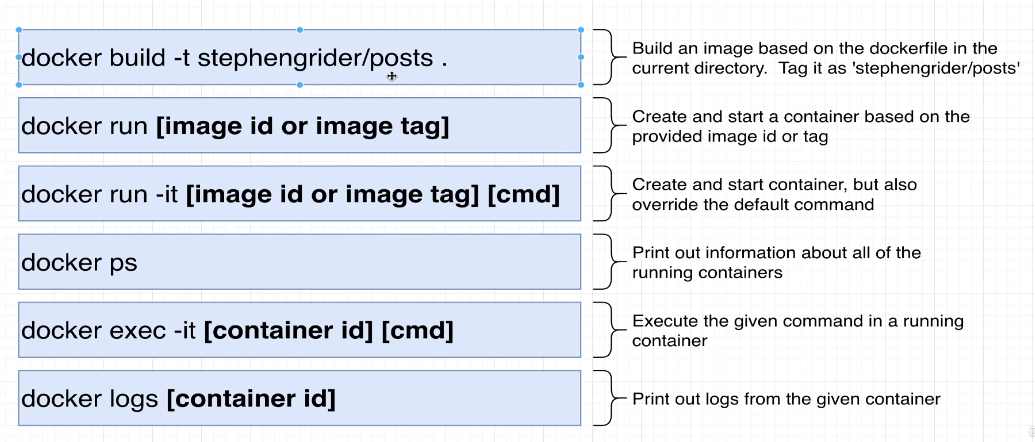 docker build -t stephengrider/posts .
Build an image based on the dockerfile in the
current directory.  Tag it as 'stephengrider/posts'
docker run [image id or image tag]
Create and start a container based on the
provided image id or tag
docker run -it [image id or image tag] [cmd]
Create and start container, but also
override the default command
docker ps
Print out information about all of the
running containers
docker exec -it [container id] [cmd]
Execute the given command in a running
container
docker logs [container id]
Print out logs from the given container